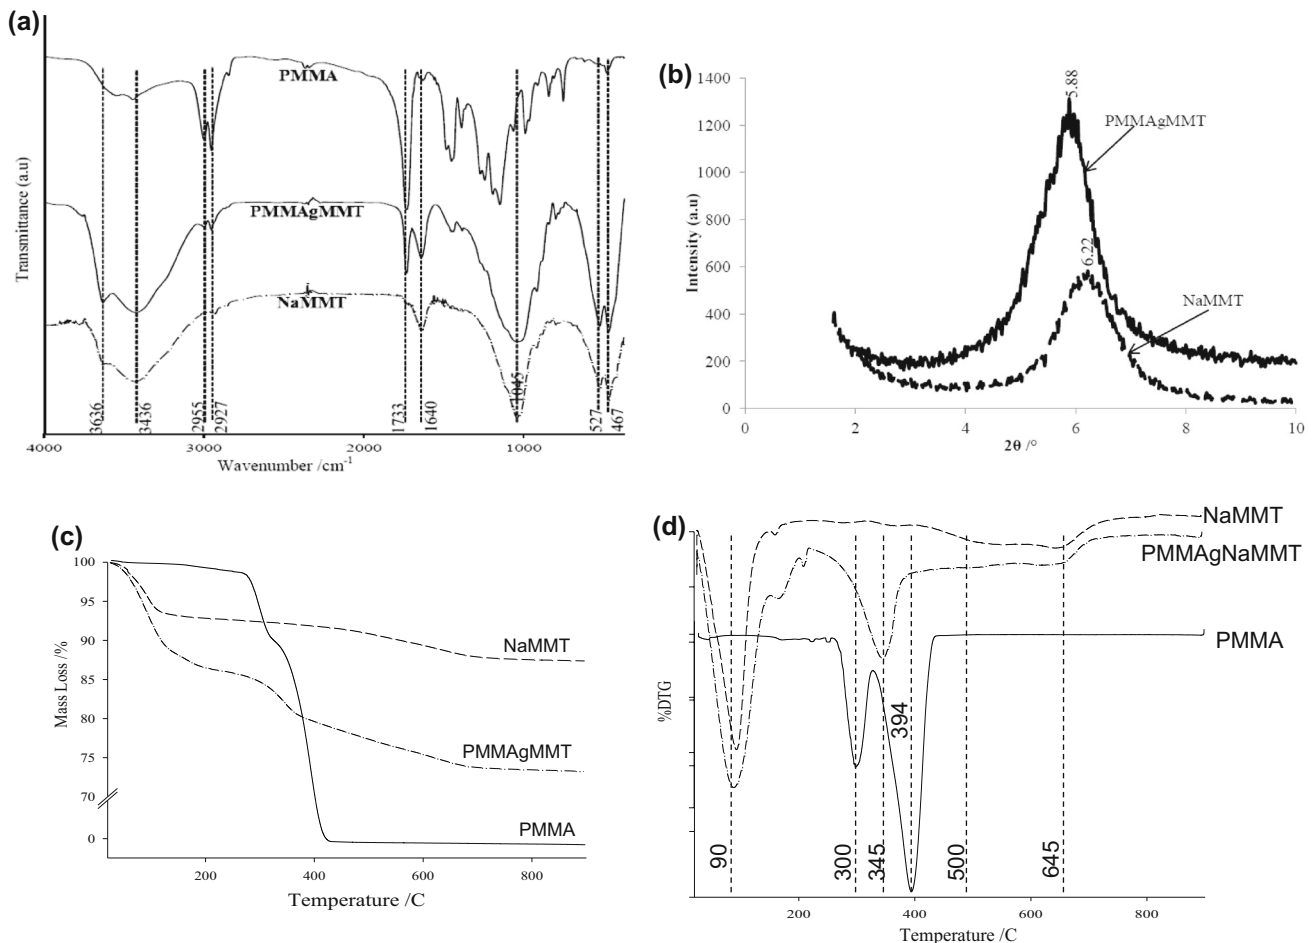 (a)
PMMA
PMMAgMMT
NaMMT
Transmittance (a.u)
3636
3436
2955
2927
1733
1640
1045
527
467
4000
3000
2000
1000
Wavenumber /cm-1
(b)
1400
1200
1000
800
600
400
200
0
Intensity (a.u)
5.88
PMMAgMMT
6.22
NaMMT
0
2
4
6
8
10
2θ /°
(c)
100
95
90
85
80
75
70
0
Mass Loss /%
NaMMT
PMMAgMMT
PMMA
200
400
600
800
Temperature /C
(d)
NaMMT
PMMAgNaMMT
PMMA
%DTG
90
300
345
394
500
645
200
400
600
800
Temperature /C